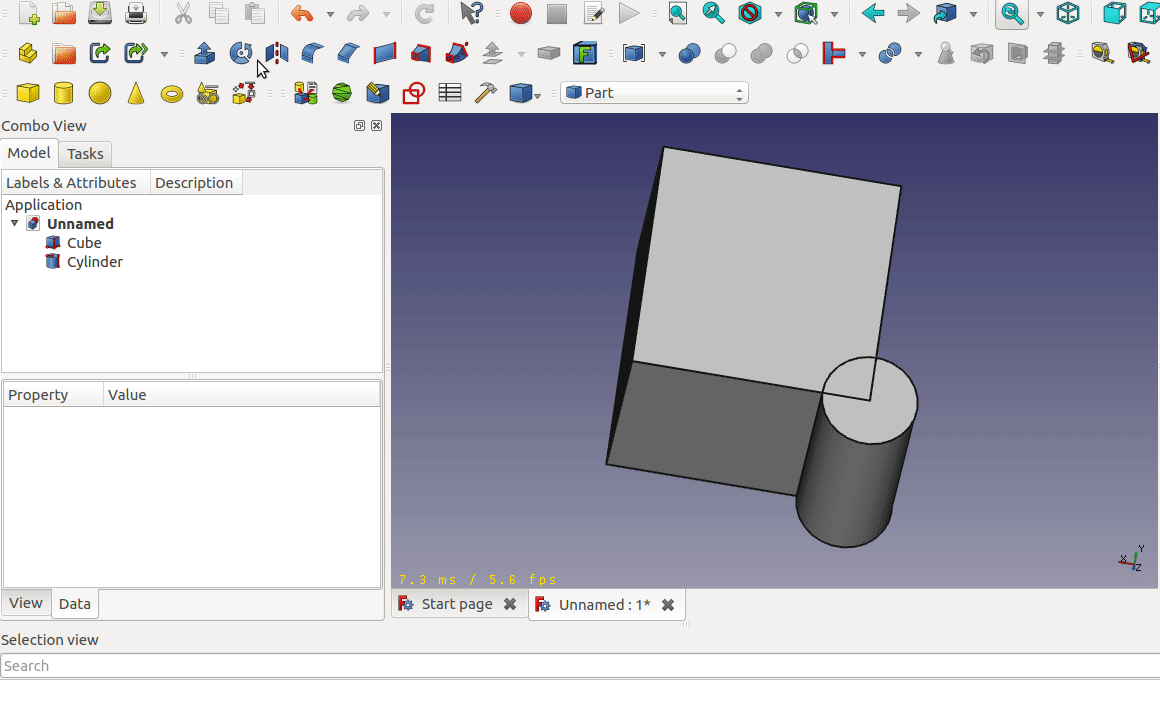 Part
Combo View
Model Tasks
Labels & Attributes Description
Application
Unnamed
Cube
Cylinder
Property Value
7.3 ms / 5.6 fps
X Y Z
View Data
Start page Unnamed : 1*
Selection view
Search